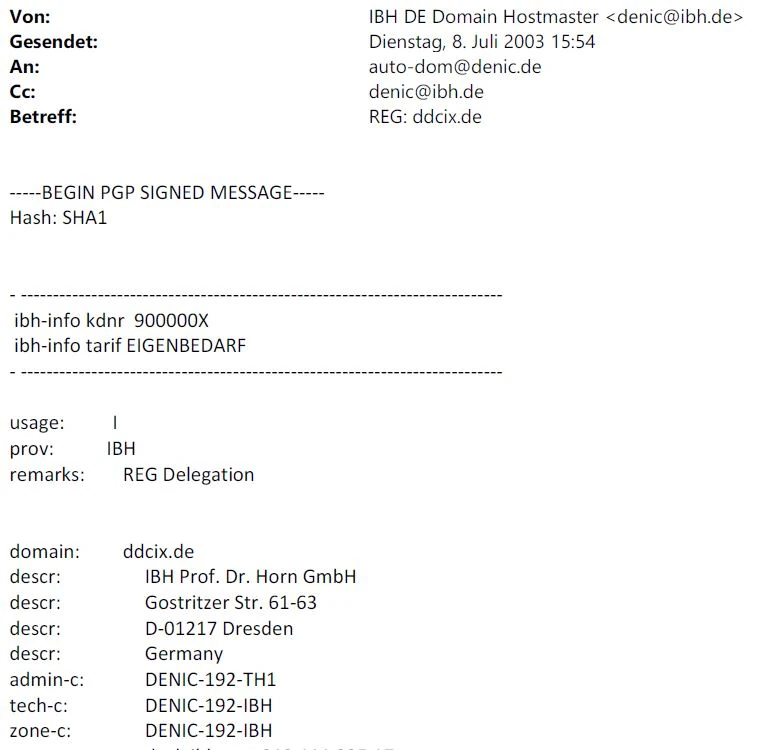 Von: IBH DE Domain Hostmaster <denic@ibh.de>
Gesendet: Dienstag, 8. Juli 2003 15:54
An: auto-dom@denic.de
Cc: denic@ibh.de
Betreff: REG: ddcix.de
-----BEGIN PGP SIGNED MESSAGE-----
Hash: SHA1
- ---------------------------------------------------------------------------
ibh-info kdnr 900000X
ibh-info tarif EIGENBEDARF
- ---------------------------------------------------------------------------
usage: I
prov: IBH
remarks: REG Delegation
domain: ddcix.de
descr: IBH Prof. Dr. Horn GmbH
descr: Gostritzer Str. 61-63
descr: D-01217 Dresden
descr: Germany
admin-c: DENIC-192-TH1
tech-c: DENIC-192-IBH
zone-c: DENIC-192-IBH